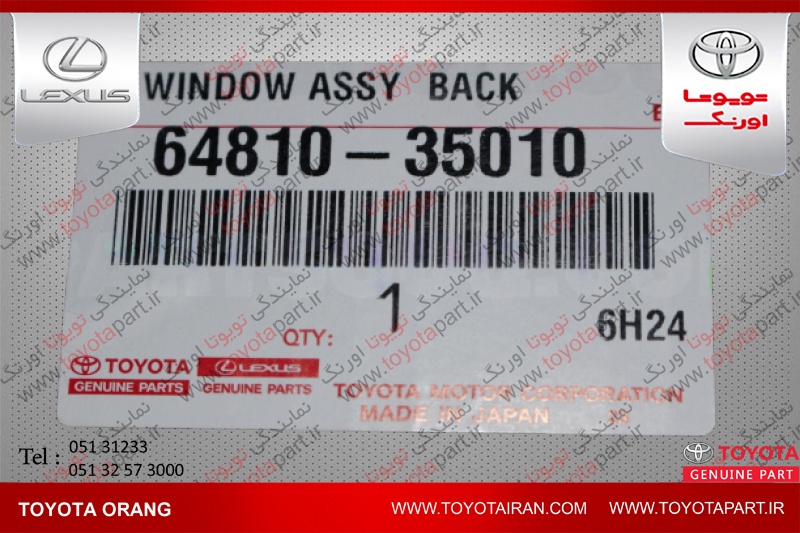 LEXUS
تویوتا
اورنگ
WINDOW ASSY BACK
64810-35010
QTY: 1
6H24
TOYOTA
GENUINE PARTS
LEXUS
GENUINE PARTS
TOYOTA MOTOR CORPORATION
MADE IN JAPAN
نمایندگی تویوتا اورنگ
www.toyotapart.ir
Tel : 051 31233
051 32 57 3000
TOYOTA
GENUINE PART
TOYOTA ORANG
WWW.TOYOTAIRAN.COM / WWW.TOYOTAPART.IR